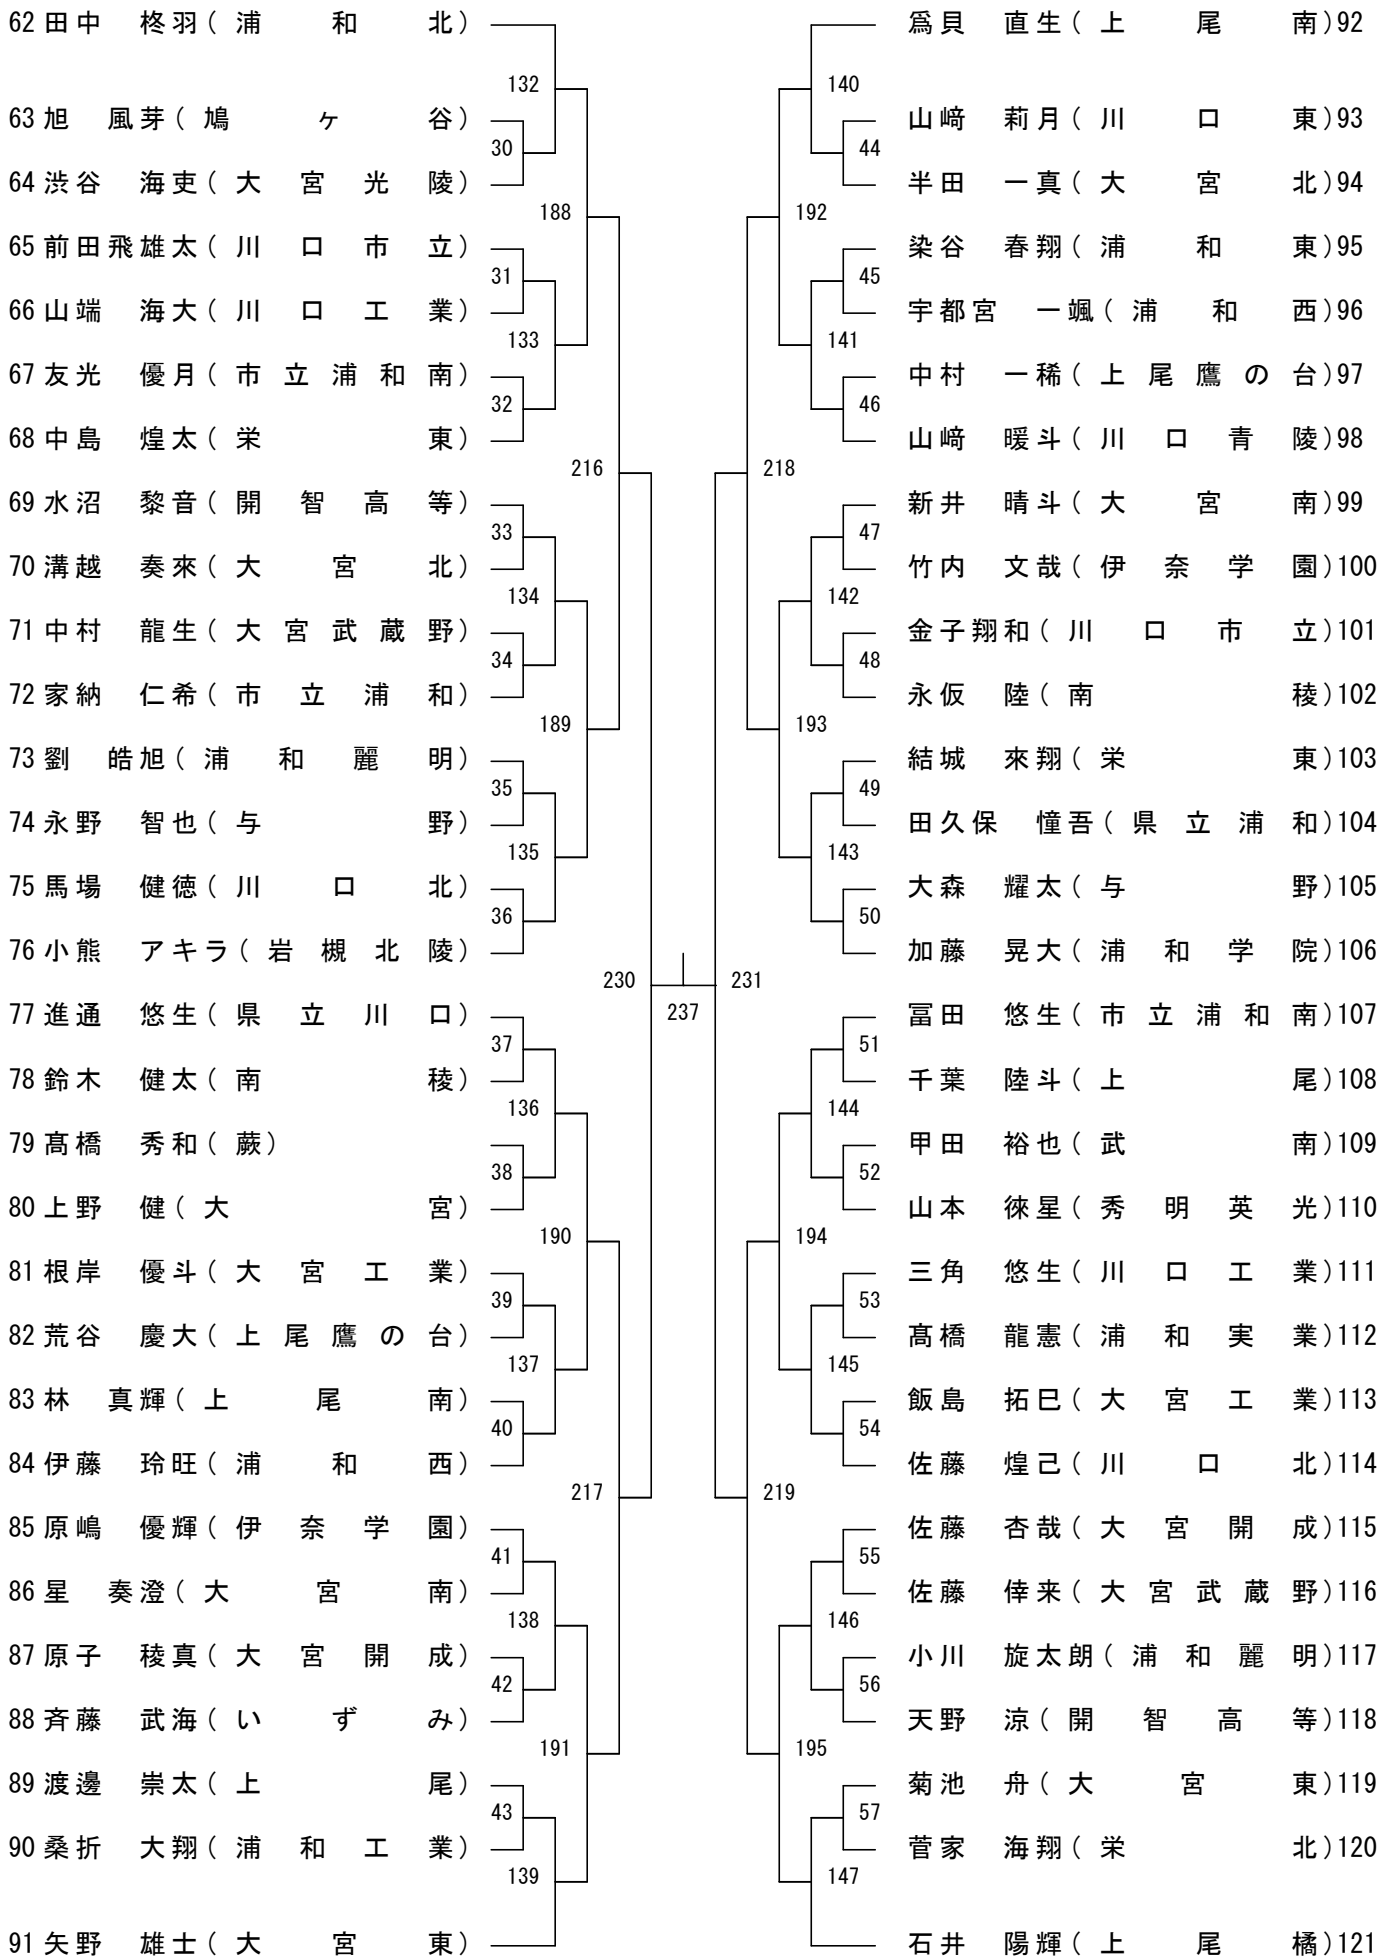 62 田中 柊羽(浦和北)
132
63 旭 風芽(鳩ヶ谷)
30
64 渋谷 海吏(大宮光陵)
188
65 前田飛雄太(川口市立)
31
66 山端 海大(川口工業)
133
67 友光 優月(市立浦和南)
32
68 中島 煌太(栄東)
216
69 水沼 黎音(開智高等)
33
70 溝越 奏來(大宮北)
134
71 中村 龍生(大宮武蔵野)
34
72 家納 仁希(市立浦和)
189
73 劉 皓旭(浦和麗明)
35
74 永野 智也(与野)
135
75 馬場 健徳(川口北)
36
76 小熊 アキラ(岩槻北陵)
230
77 進通 悠生(県立川口)
37
78 鈴木 健太(南稜)
136
79 髙橋 秀和(蕨)
38
80 上野 健(大宮)
190
81 根岸 優斗(大宮工業)
39
82 荒谷 慶大(上尾鷹の台)
137
83 林 真輝(上尾南)
40
84 伊藤 玲旺(浦和西)
217
85 原嶋 優輝(伊奈学園)
41
86 星 奏澄(大宮南)
138
87 原子 稜真(大宮開成)
42
88 斉藤 武海(いずみ)
191
89 渡邊 崇太(上尾)
43
90 桑折 大翔(浦和工業)
139
91 矢野 雄士(大宮東)
237
爲貝 直生(上尾南)92
140
山﨑 莉月(川口東)93
44
半田 一真(大宮北)94
192
染谷 春翔(浦和東)95
45
宇都宮 一颯(浦和西)96
141
中村 一稀(上尾鷹の台)97
46
山﨑 暖斗(川口青陵)98
218
新井 晴斗(大宮南)99
47
竹内 文哉(伊奈学園)100
142
金子翔和(川口市立)101
48
永仮 陸(南稜)102
193
結城 來翔(栄東)103
49
田久保 憧吾(県立浦和)104
143
大森 耀太(与野)105
50
加藤 晃大(浦和学院)106
231
冨田 悠生(市立浦和南)107
51
千葉 陸斗(上尾)108
144
甲田 裕也(武南)109
52
山本 徠星(秀明英光)110
194
三角 悠生(川口工業)111
53
髙橋 龍憲(浦和実業)112
145
飯島 拓巳(大宮工業)113
54
佐藤 煌己(川口北)114
219
佐藤 杏哉(大宮開成)115
55
佐藤 倖来(大宮武蔵野)116
146
小川 旋太朗(浦和麗明)117
56
天野 涼(開智高等)118
195
菊池 舟(大宮東)119
57
菅家 海翔(栄北)120
147
石井 陽輝(上尾橘)121